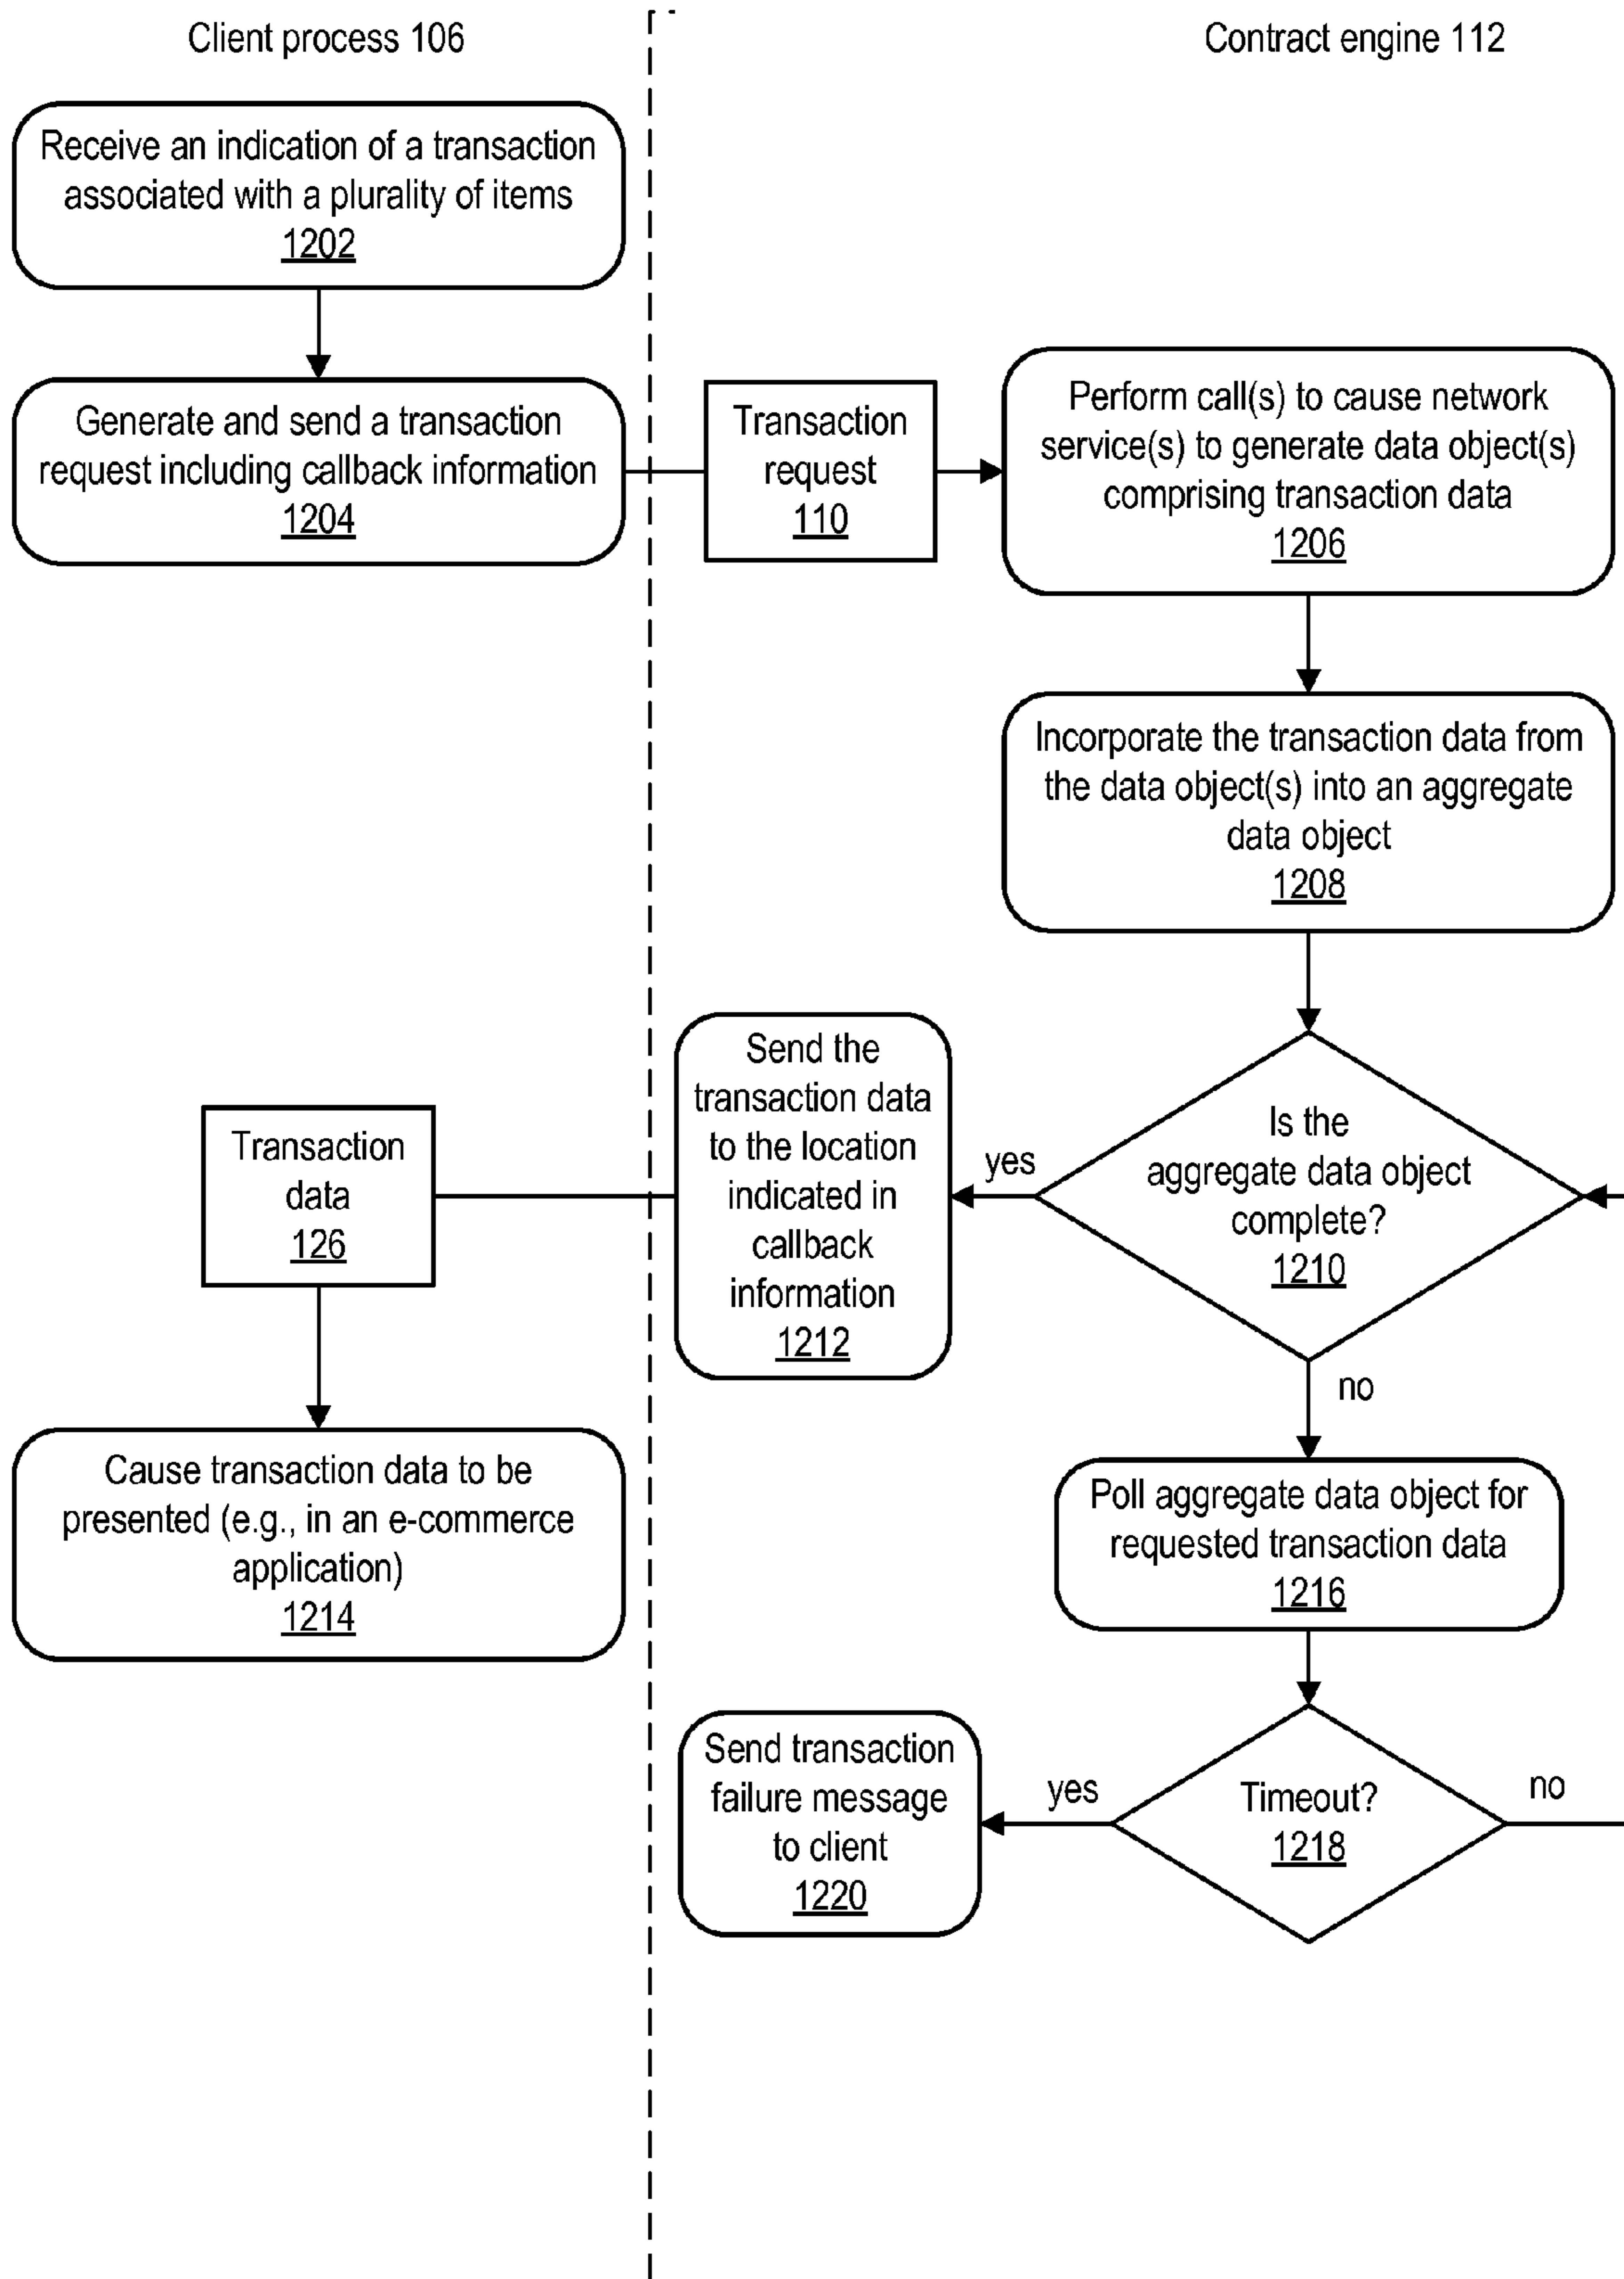 Client process 106
Contract engine 112
Receive an indication of a transaction
associated with a plurality of items
1202
Generate and send a transaction
request including callback information
1204
Transaction
request
110
Perform call(s) to cause network
service(s) to generate data object(s)
comprising transaction data
1206
Incorporate the transaction data from
the data object(s) into an aggregate
data object
1208
Is the
aggregate data object
complete?
1210
yes
Send the
transaction data
to the location
indicated in
callback
information
1212
Transaction
data
126
Cause transaction data to be
presented (e.g., in an e-commerce
application)
1214
no
Poll aggregate data object for
requested transaction data
1216
Timeout?
1218
yes
no
Send transaction
failure message
to client
1220